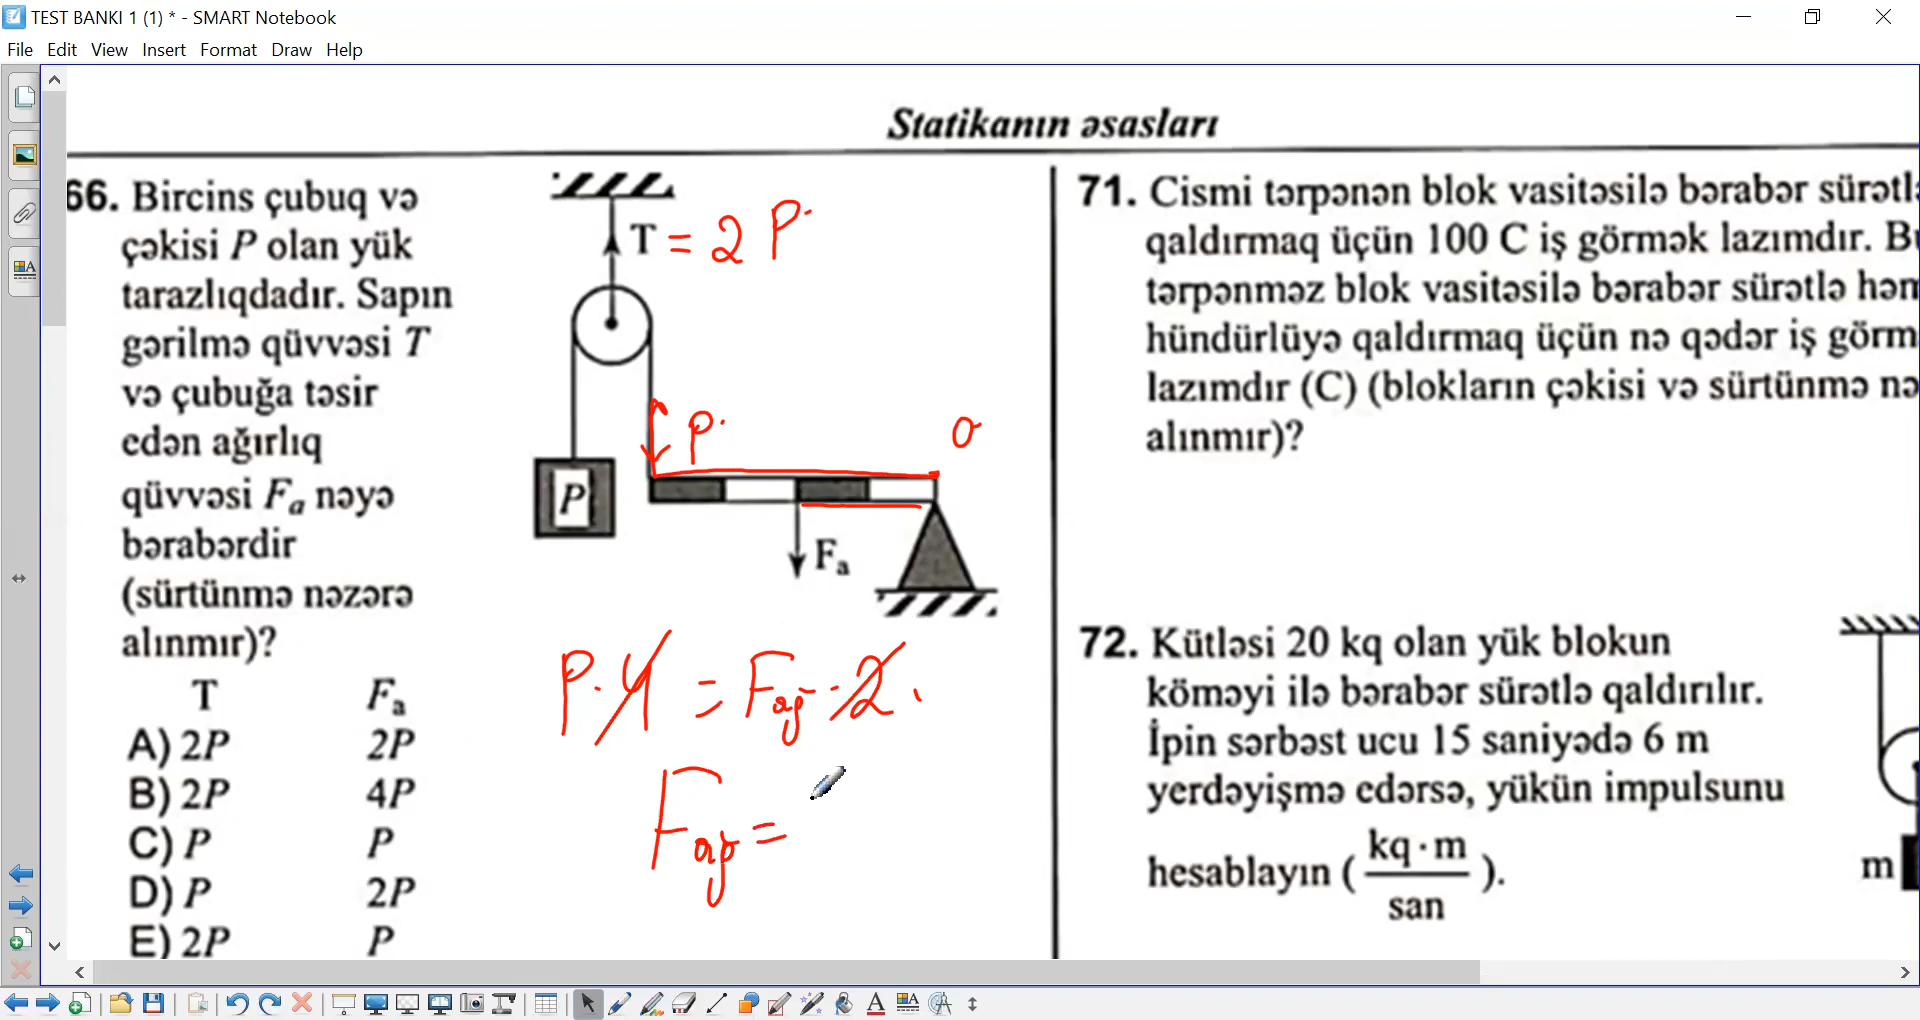 TEST BANKI 1 (1) * - SMART Notebook
File Edit View Insert Format Draw Help
Statikanın əsasları
66. Bircins çubuq və
çəkisi P olan yük
tarazlıqdadır. Sapın
gərilmə qüvvəsi T
və çubuğa təsir
edən ağırlıq
qüvvəsi Fₐ nəyə
bərabərdir
(sürtünmə nəzərə
alınmır)?
T Fₐ
A) 2P 2P
B) 2P 4P
C) P P
D) P 2P
E) 2P P
T = 2 P.
P.
O
P
Fₐ
P. 4 = Fağ . 2 .
Fağ =
71. Cismi tərpənən blok vasitəsilə bərabər sürətl
qaldırmaq üçün 100 C iş görmək lazımdır. B
tərpənməz blok vasitəsilə bərabər sürətlə həm
hündürlüyə qaldırmaq üçün nə qədər iş görm
lazımdır (C) (blokların çəkisi və sürtünmə nə
alınmır)?
72. Kütləsi 20 kq olan yük blokun
köməyi ilə bərabər sürətlə qaldırılır.
İpin sərbəst ucu 15 saniyədə 6 m
yerdəyişmə edərsə, yükün impulsunu
hesablayın ( kq · m / san ).
m